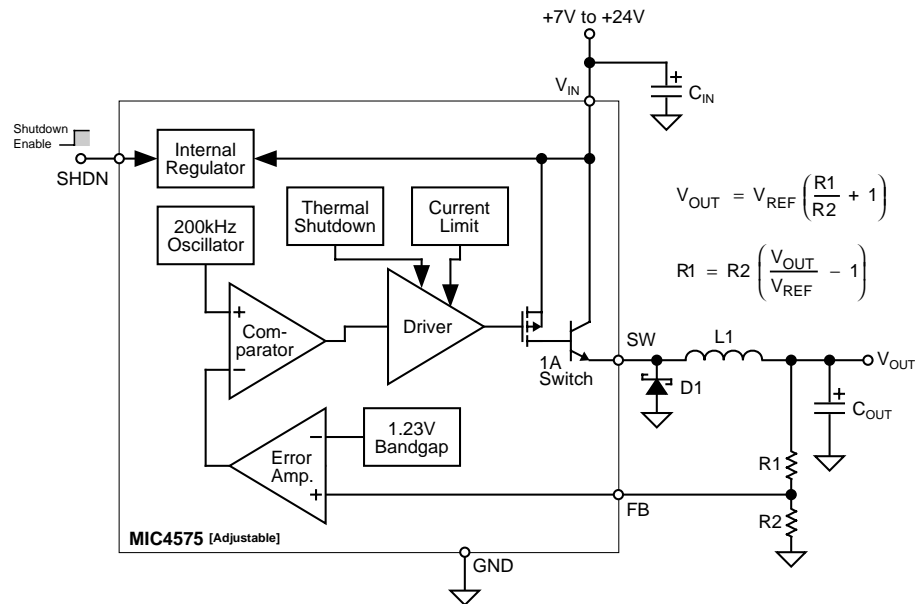 +7V to +24V
V_IN
C_IN
Shutdown
Enable
SHDN
Internal
Regulator
200kHz
Oscillator
Thermal
Shutdown
Current
Limit
V_OUT = V_REF (R1/R2 + 1)
R1 = R2 (V_OUT/V_REF − 1)
+
Com-
parator
−
Driver
SW
L1
V_OUT
1A
Switch
D1
+
C_OUT
1.23V
Bandgap
−
Error
Amp.
+
R1
FB
R2
MIC4575 [Adjustable]
GND
+